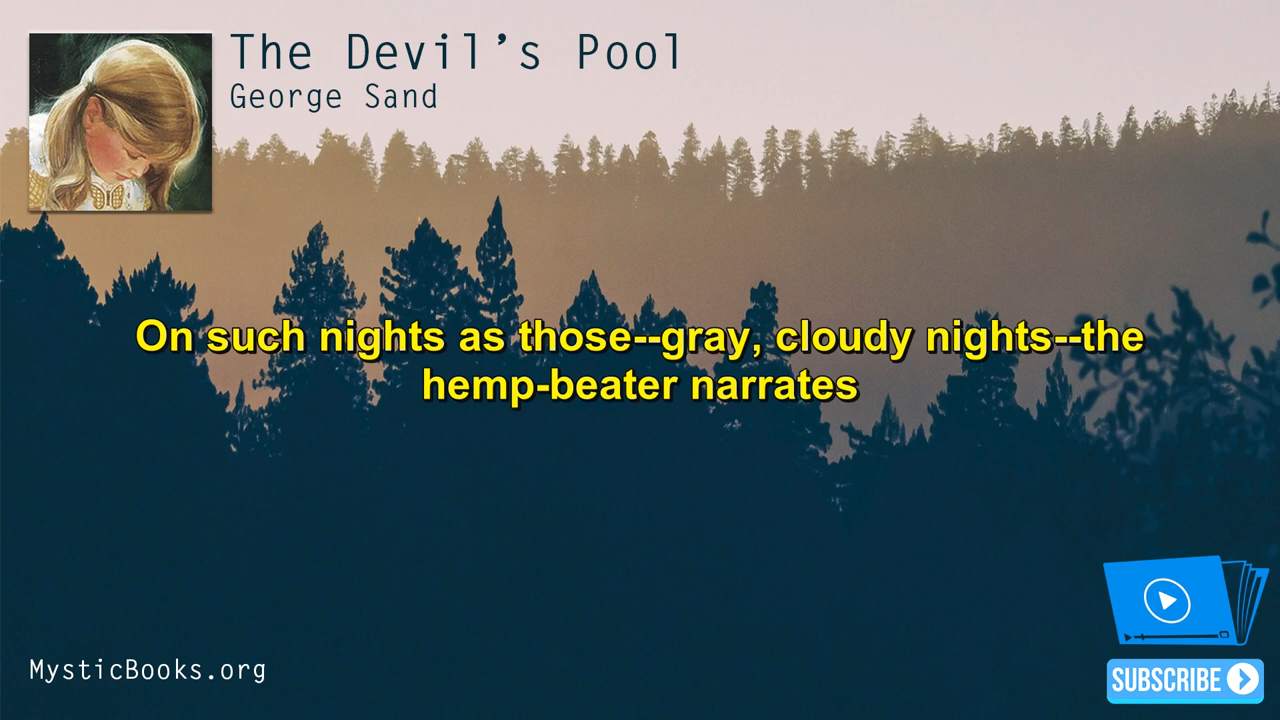 The Devil's Pool
George Sand
On such nights as those--gray, cloudy nights--the
hemp-beater narrates
MysticBooks.org
SUBSCRIBE